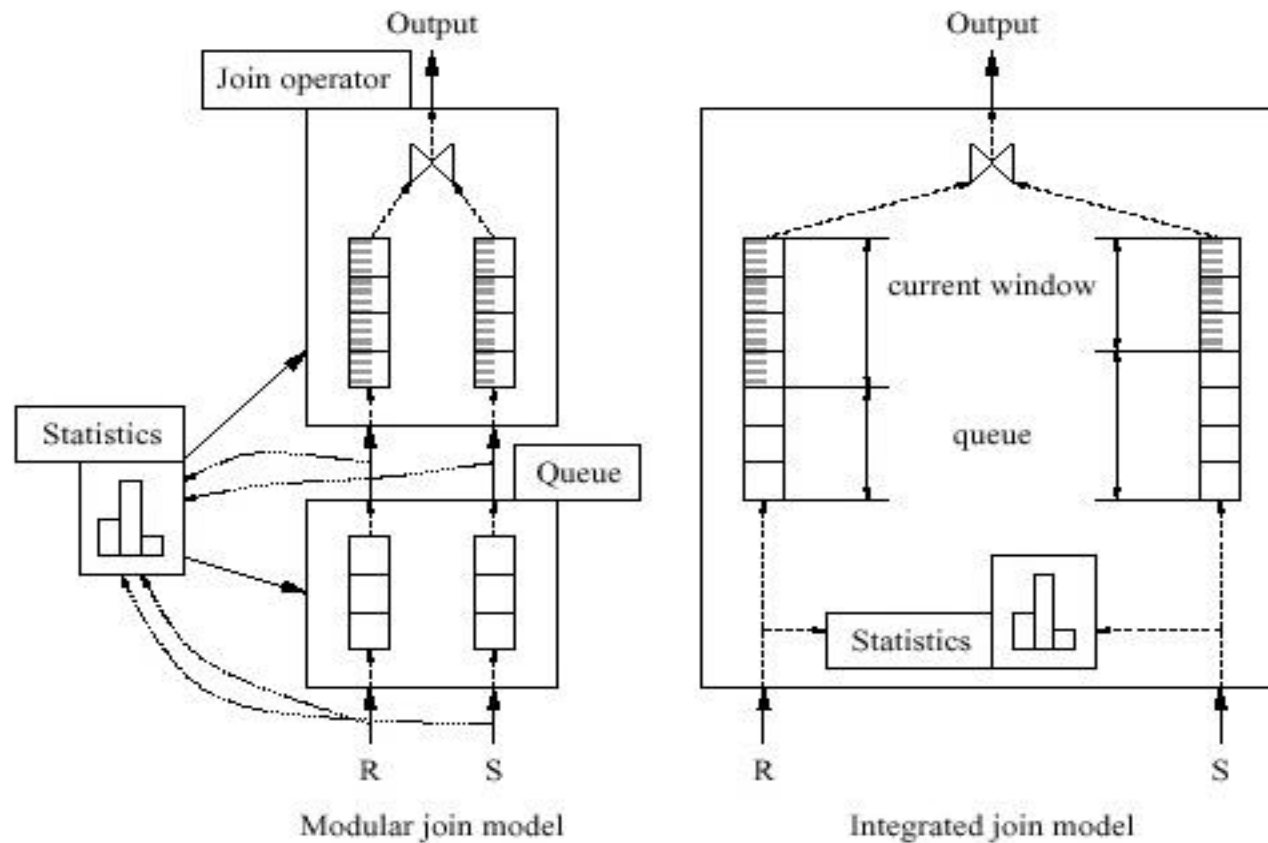 Output
Join operator
Statistics
Queue
R
S
Modular join model
Output
current window
queue
Statistics
R
S
Integrated join model